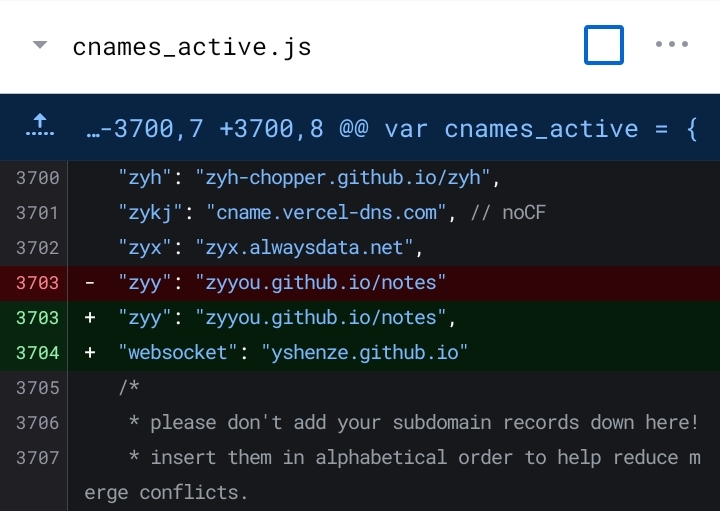 cnames_active.js
…-3700,7 +3700,8 @@ var cnames_active = {
3700 "zyh": "zyh-chopper.github.io/zyh",
3701 "zykj": "cname.vercel-dns.com", // noCF
3702 "zyx": "zyx.alwaysdata.net",
3703 - "zyy": "zyyou.github.io/notes"
3703 + "zyy": "zyyou.github.io/notes",
3704 + "websocket": "yshenze.github.io"
3705 /*
3706 * please don't add your subdomain records down here!
3707 * insert them in alphabetical order to help reduce m
erge conflicts.